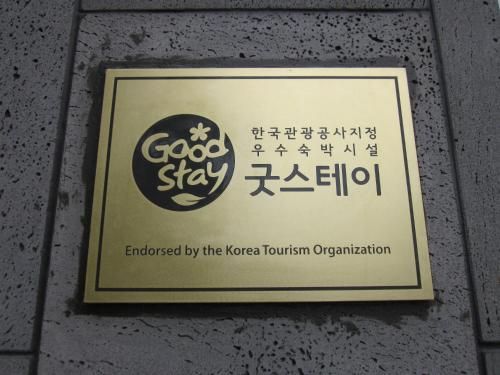 Good
Stay
한국관광공사지정
우수숙박시설
굿스테이
Endorsed by the Korea Tourism Organization